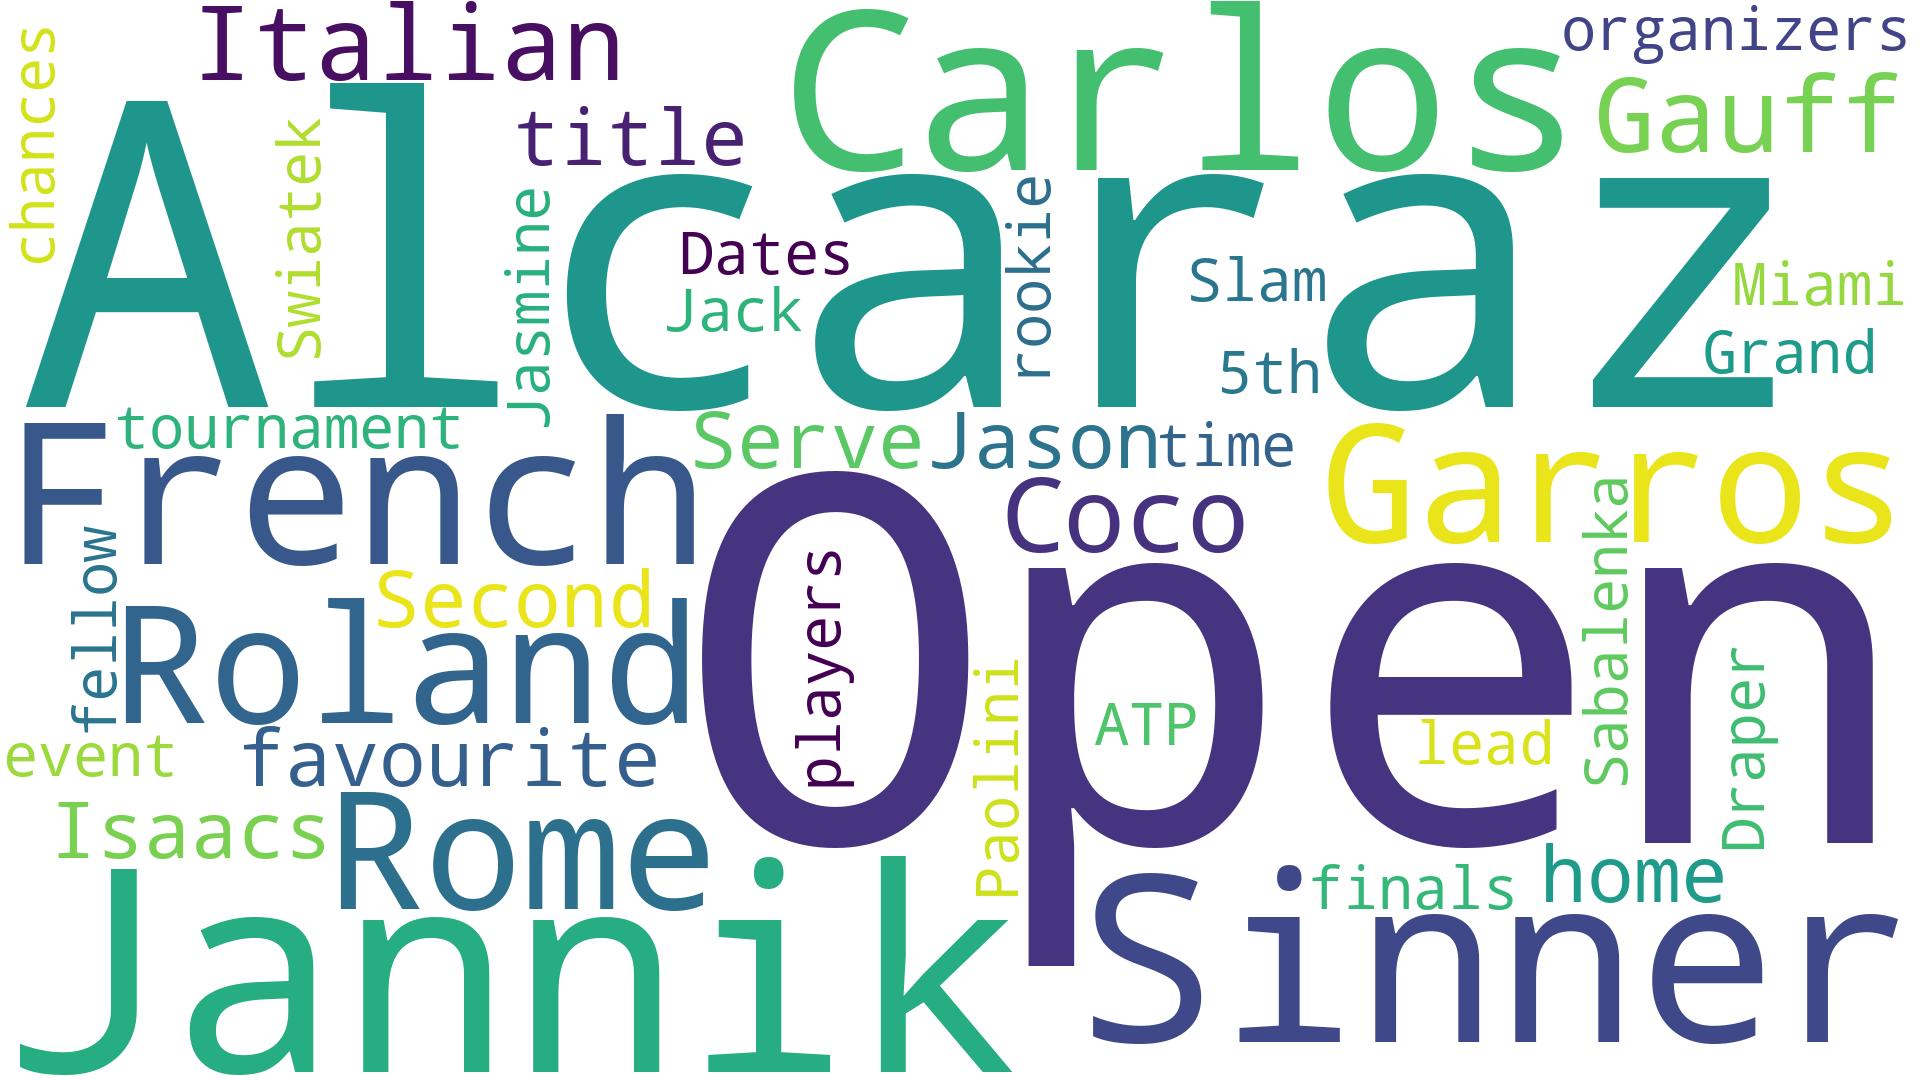 chances
Italian
Carlos
organizers
Gauff
title
Alcaraz
Swiatek
Jasmine
Dates
Jack
rookie
Slam
5th
Miami
Grand
tournament
French
Serve
Jason
time
Garros
Coco
Open
players
fellow
Second
Roland
Sabalenka
Paolini
ATP
lead
Draper
event
favourite
Isaacs
Rome
Jannik
Sinner
finals
home